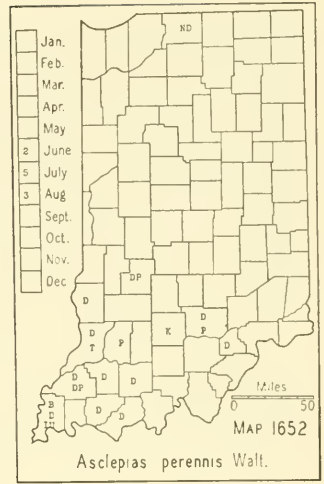 ND
Jan.
Feb.
Mar.
Apr.
May
2 June
5 July
3 Aug
Sept.
Oct.
Nov.
Dec
DP
D
D
T
P
K
D
P
D
D
DP
D
D
B
D
D
D
Miles
0 50
MAP 1652
Asclepias perennis Walt.